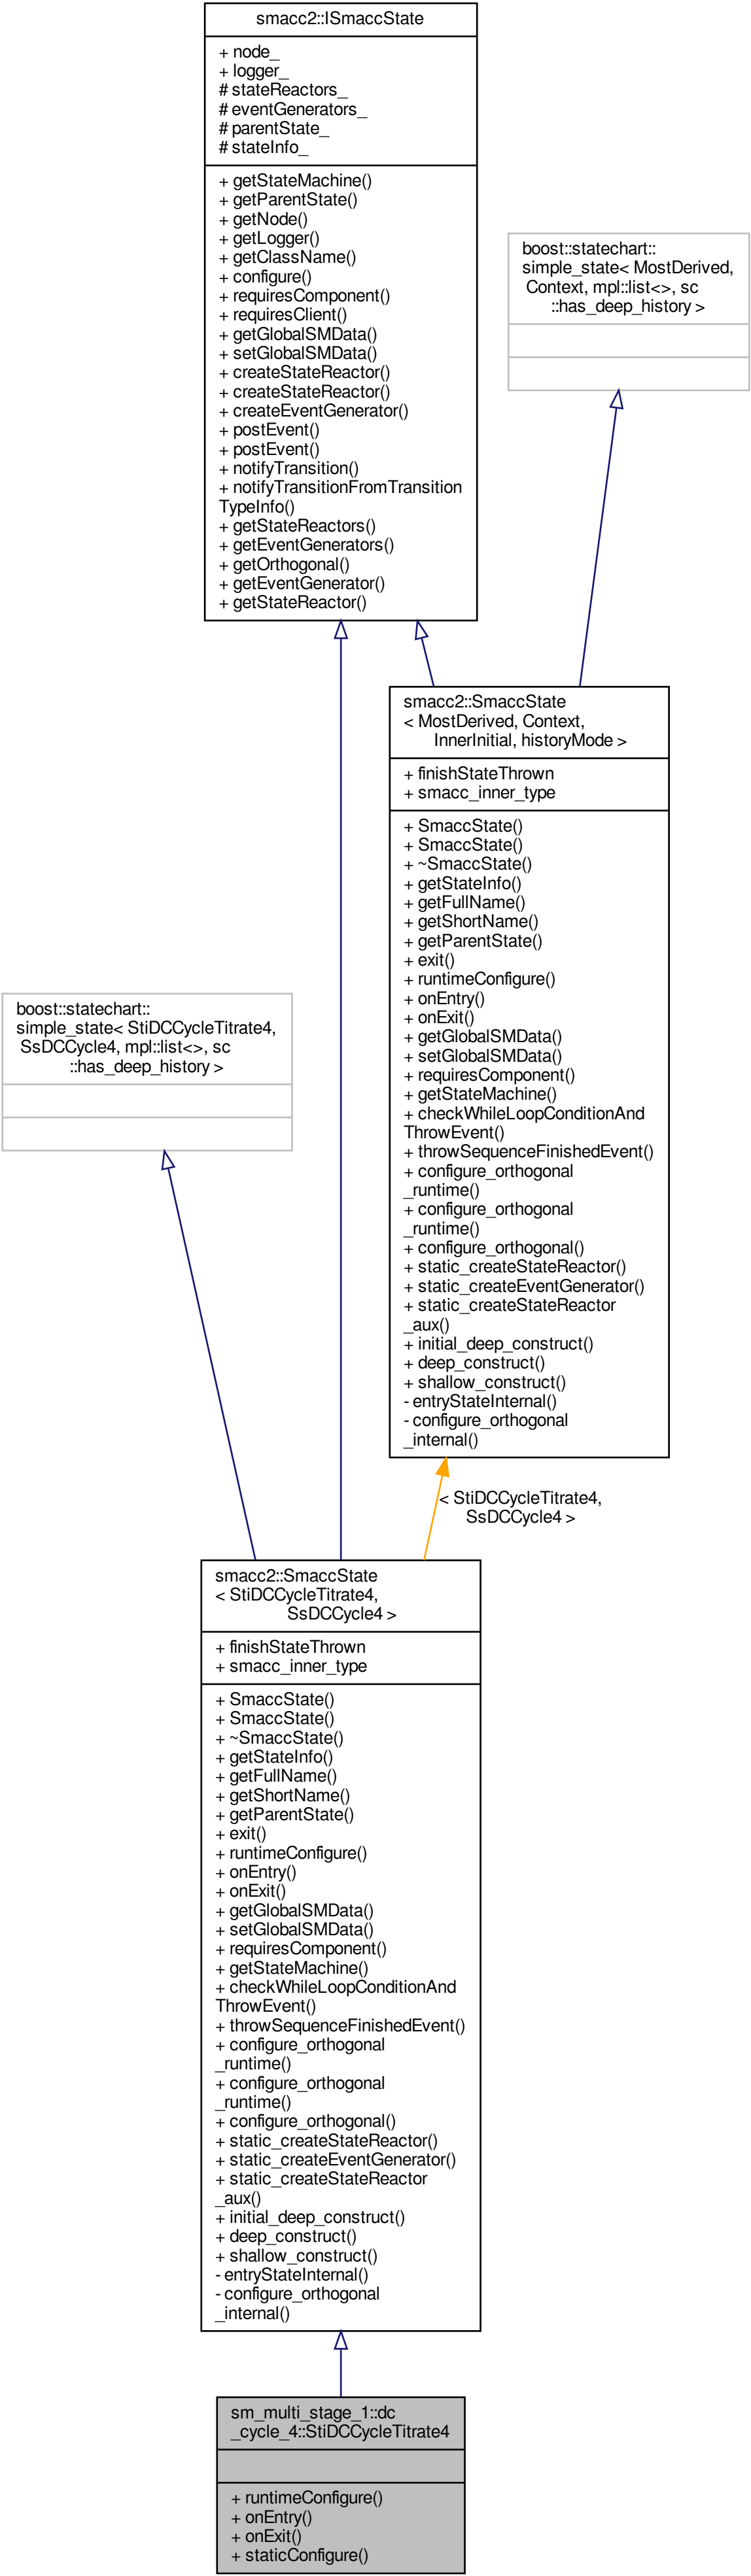 smacc2::ISmaccState
+ node_
+ logger_
# stateReactors_
# eventGenerators_
# parentState_
# stateInfo_
+ getStateMachine()
+ getParentState()
+ getNode()
+ getLogger()
+ getClassName()
+ configure()
+ requiresComponent()
+ requiresClient()
+ getGlobalSMData()
+ setGlobalSMData()
+ createStateReactor()
+ createStateReactor()
+ createEventGenerator()
+ postEvent()
+ postEvent()
+ notifyTransition()
+ notifyTransitionFromTransition
TypeInfo()
+ getStateReactors()
+ getEventGenerators()
+ getOrthogonal()
+ getEventGenerator()
+ getStateReactor()
boost::statechart::
simple_state< MostDerived,
Context, mpl::list<>, sc
::has_deep_history >
smacc2::SmaccState
< MostDerived, Context,
InnerInitial, historyMode >
+ finishStateThrown
+ smacc_inner_type
+ SmaccState()
+ SmaccState()
+ ~SmaccState()
+ getStateInfo()
+ getFullName()
+ getShortName()
+ getParentState()
+ exit()
+ runtimeConfigure()
+ onEntry()
+ onExit()
+ getGlobalSMData()
+ setGlobalSMData()
+ requiresComponent()
+ getStateMachine()
+ checkWhileLoopConditionAnd
ThrowEvent()
+ throwSequenceFinishedEvent()
+ configure_orthogonal
_runtime()
+ configure_orthogonal
_runtime()
+ configure_orthogonal()
+ static_createStateReactor()
+ static_createEventGenerator()
+ static_createStateReactor
_aux()
+ initial_deep_construct()
+ deep_construct()
+ shallow_construct()
- entryStateInternal()
- configure_orthogonal
_internal()
boost::statechart::
simple_state< StiDCCycleTitrate4,
SsDCCycle4, mpl::list<>, sc
::has_deep_history >
< StiDCCycleTitrate4,
SsDCCycle4 >
smacc2::SmaccState
< StiDCCycleTitrate4,
SsDCCycle4 >
+ finishStateThrown
+ smacc_inner_type
+ SmaccState()
+ SmaccState()
+ ~SmaccState()
+ getStateInfo()
+ getFullName()
+ getShortName()
+ getParentState()
+ exit()
+ runtimeConfigure()
+ onEntry()
+ onExit()
+ getGlobalSMData()
+ setGlobalSMData()
+ requiresComponent()
+ getStateMachine()
+ checkWhileLoopConditionAnd
ThrowEvent()
+ throwSequenceFinishedEvent()
+ configure_orthogonal
_runtime()
+ configure_orthogonal
_runtime()
+ configure_orthogonal()
+ static_createStateReactor()
+ static_createEventGenerator()
+ static_createStateReactor
_aux()
+ initial_deep_construct()
+ deep_construct()
+ shallow_construct()
- entryStateInternal()
- configure_orthogonal
_internal()
sm_multi_stage_1::dc
_cycle_4::StiDCCycleTitrate4
+ runtimeConfigure()
+ onEntry()
+ onExit()
+ staticConfigure()